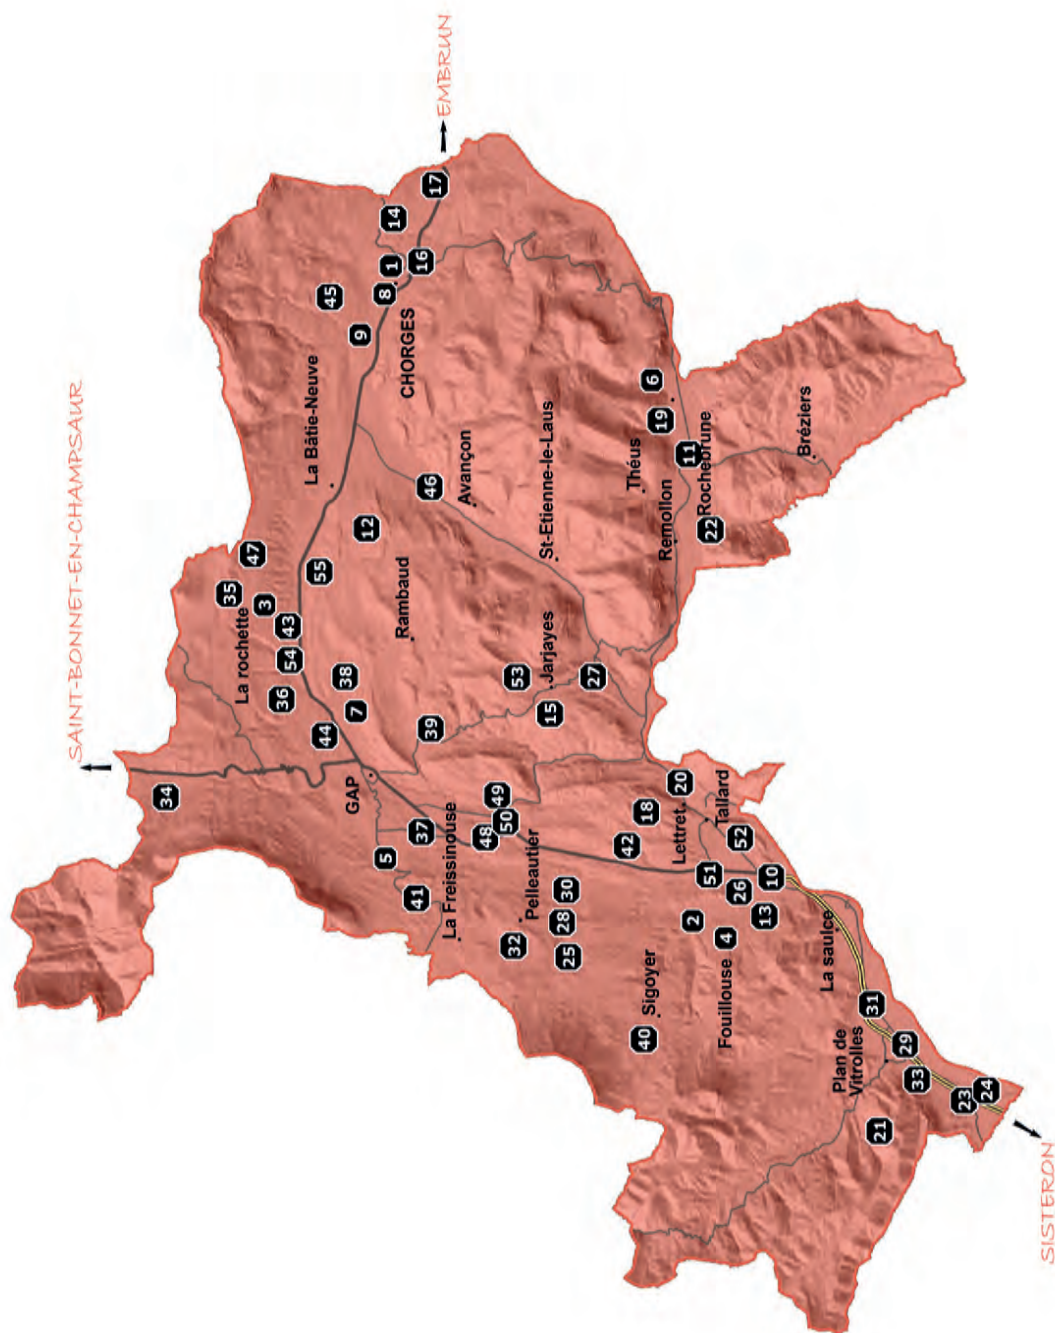 SAINT-BONNET-EN-CHAMPSAUR
EMBRUN
SISTERON
34
35
47
La rochette
3
43
54
36
55
44
38
7
GAP
La Bâtie-Neuve
45
9
8
1
14
17
16
CHORGES
12
Rambaud
46
Avançon
39
5
37
41
La Freissinouse
48
50
49
Pelleautier
32
28
30
25
53
Jarjayes
15
27
St-Etienne-le-Laus
Théus
6
19
11
Remollon
Rochebrune
22
Bréziers
42
18
20
Lettret
Tallard
51
52
26
10
13
2
4
Sigoyer
40
Fouillouse
La saulce
31
Plan de
Vitrolles
29
33
21
23
24